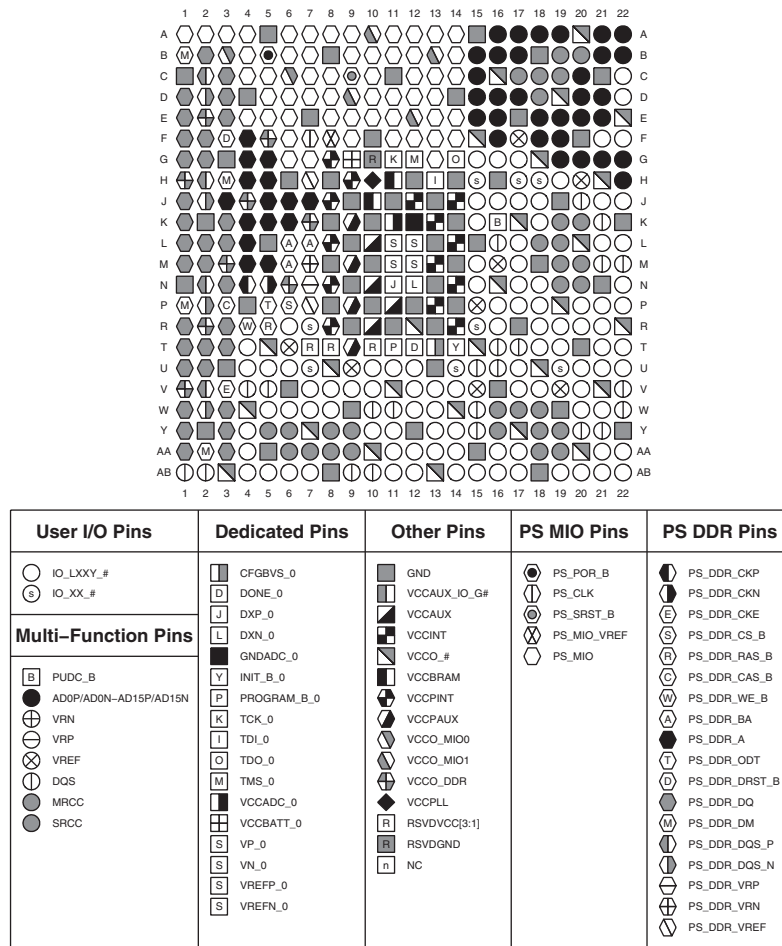 1 2 3 4 5 6 7 8 9 10 11 12 13 14 15 16 17 18 19 20 21 22
A A
B M B
C C
D D
E E
F D F
G R K M O G
H M I s s s H
J J
K B K
L A A S S L
M A S S M
N J L N
P M C T S P
R W R s s R
T R R R P D Y T
U s s s U
V E V
W W
Y Y
AA M AA
AB AB
1 2 3 4 5 6 7 8 9 10 11 12 13 14 15 16 17 18 19 20 21 22
User I/O Pins
IO_LXXY_#
s IO_XX_#
Multi–Function Pins
B PUDC_B
AD0P/AD0N–AD15P/AD15N
VRN
VRP
VREF
DQS
MRCC
SRCC
Dedicated Pins
CFGBVS_0
D DONE_0
J DXP_0
L DXN_0
GNDADC_0
Y INIT_B_0
P PROGRAM_B_0
K TCK_0
I TDI_0
O TDO_0
M TMS_0
VCCADC_0
VCCBATT_0
S VP_0
S VN_0
S VREFP_0
S VREFN_0
Other Pins
GND
VCCAUX_IO_G#
VCCAUX
VCCINT
VCCO_#
VCCBRAM
VCCPINT
VCCPAUX
VCCO_MIO0
VCCO_MIO1
VCCO_DDR
VCCPLL
R RSVDVCC[3:1]
R RSVDGND
n NC
PS MIO Pins
PS_POR_B
PS_CLK
PS_SRST_B
PS_MIO_VREF
PS_MIO
PS DDR Pins
PS_DDR_CKP
PS_DDR_CKN
E PS_DDR_CKE
S PS_DDR_CS_B
R PS_DDR_RAS_B
C PS_DDR_CAS_B
W PS_DDR_WE_B
A PS_DDR_BA
PS_DDR_A
T PS_DDR_ODT
D PS_DDR_DRST_B
PS_DDR_DQ
M PS_DDR_DM
PS_DDR_DQS_P
PS_DDR_DQS_N
PS_DDR_VRP
PS_DDR_VRN
PS_DDR_VREF